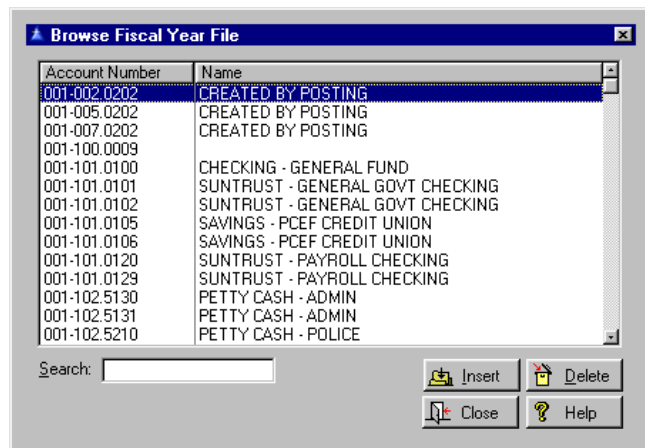 Browse Fiscal Year File
Account Number Name
001-002.0202 CREATED BY POSTING
001-005.0202 CREATED BY POSTING
001-007.0202 CREATED BY POSTING
001-100.0009
001-101.0100 CHECKING - GENERAL FUND
001-101.0101 SUNTRUST - GENERAL GOVT CHECKING
001-101.0102 SUNTRUST - GENERAL GOVT CHECKING
001-101.0105 SAVINGS - PCEF CREDIT UNION
001-101.0106 SAVINGS - PCEF CREDIT UNION
001-101.0120 SUNTRUST - PAYROLL CHECKING
001-101.0129 SUNTRUST - PAYROLL CHECKING
001-102.5130 PETTY CASH - ADMIN
001-102.5131 PETTY CASH - ADMIN
001-102.5210 PETTY CASH - POLICE
Search: Insert Delete
Close Help